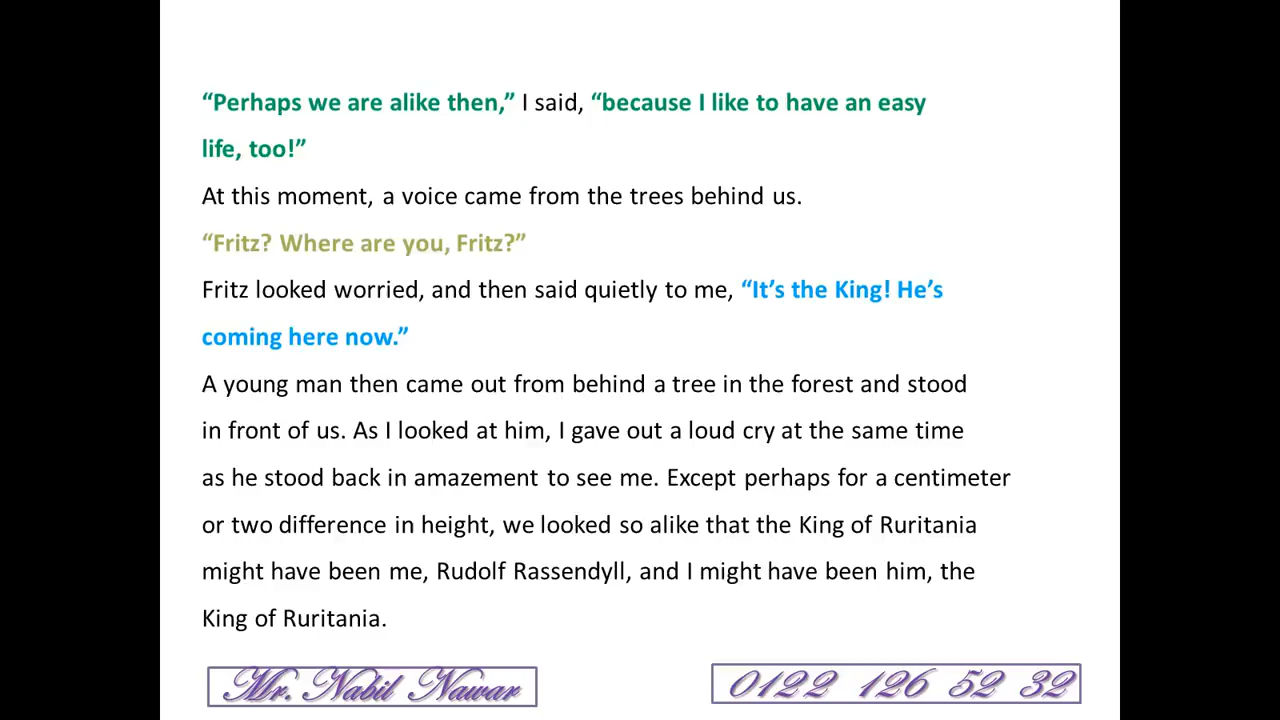 “Perhaps we are alike then,” I said, “because I like to have an easy
life, too!”
At this moment, a voice came from the trees behind us.
“Fritz? Where are you, Fritz?”
Fritz looked worried, and then said quietly to me, “It’s the King! He’s
coming here now.”
A young man then came out from behind a tree in the forest and stood
in front of us. As I looked at him, I gave out a loud cry at the same time
as he stood back in amazement to see me. Except perhaps for a centimeter
or two difference in height, we looked so alike that the King of Ruritania
might have been me, Rudolf Rassendyll, and I might have been him, the
King of Ruritania.
Mr. Nabil Nawar
0122 126 52 32